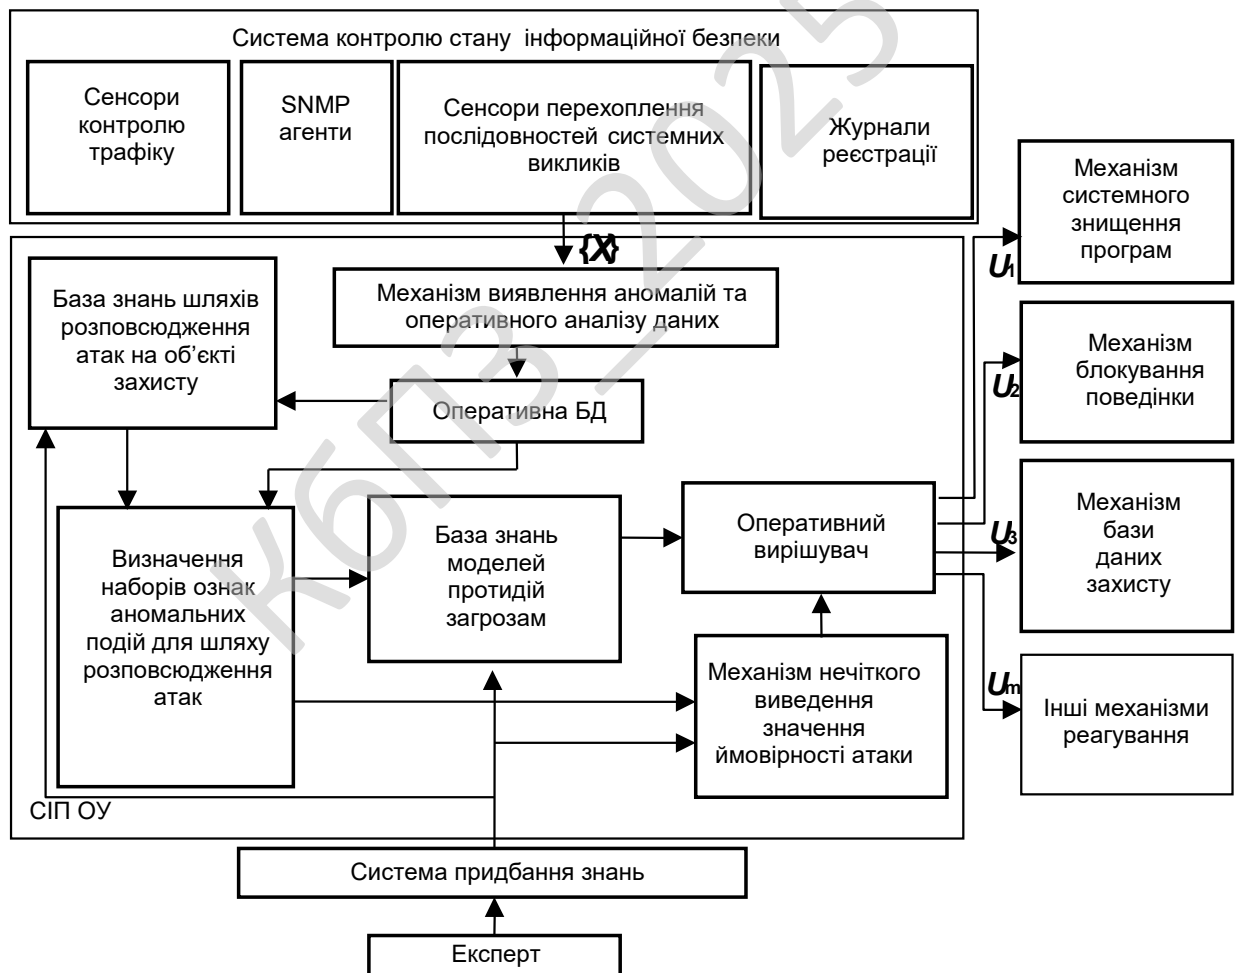 Система контролю стану інформаційної безпеки
Сенсори
контролю
трафіку
SNMP
агенти
Сенсори перехоплення
послідовностей системних
викликів
Журнали
реєстрації
{X}
Механізм виявлення аномалій та
оперативного аналізу даних
База знань шляхів
розповсюдження
атак на об’єкті
захисту
Оперативна БД
Визначення
наборів ознак
аномальних
подій для шляху
розповсюдження
атак
База знань
моделей
протидій
загрозам
Оперативний
вирішувач
Механізм нечіткого
виведення
значення
ймовірності атаки
СІП ОУ
U1
Механізм
системного
знищення
програм
U2
Механізм
блокування
поведінки
U3
Механізм
бази
даних
захисту
Um
Інші механізми
реагування
Система придбання знань
Експерт
КбПЗ_2025